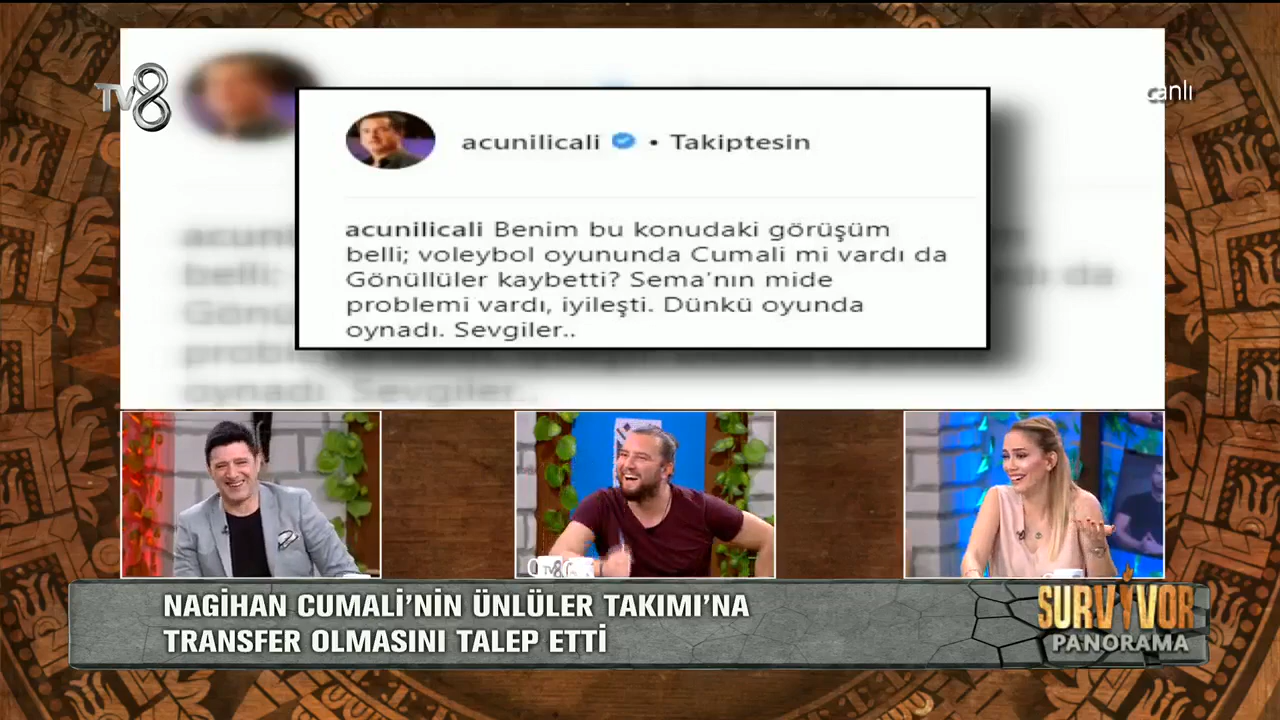 TV8
canlı
acunilicali • Takiptesin
acunilicali Benim bu konudaki görüşüm
belli; voleybol oyununda Cumali mi vardı da
Gönüllüler kaybetti? Sema'nın mide
problemi vardı, iyileşti. Dünkü oyunda
oynadı. Sevgiler..
TV8
NAGİHAN CUMALİ'NİN ÜNLÜLER TAKIMI'NA
TRANSFER OLMASINI TALEP ETTİ
SURVIVOR
PANORAMA